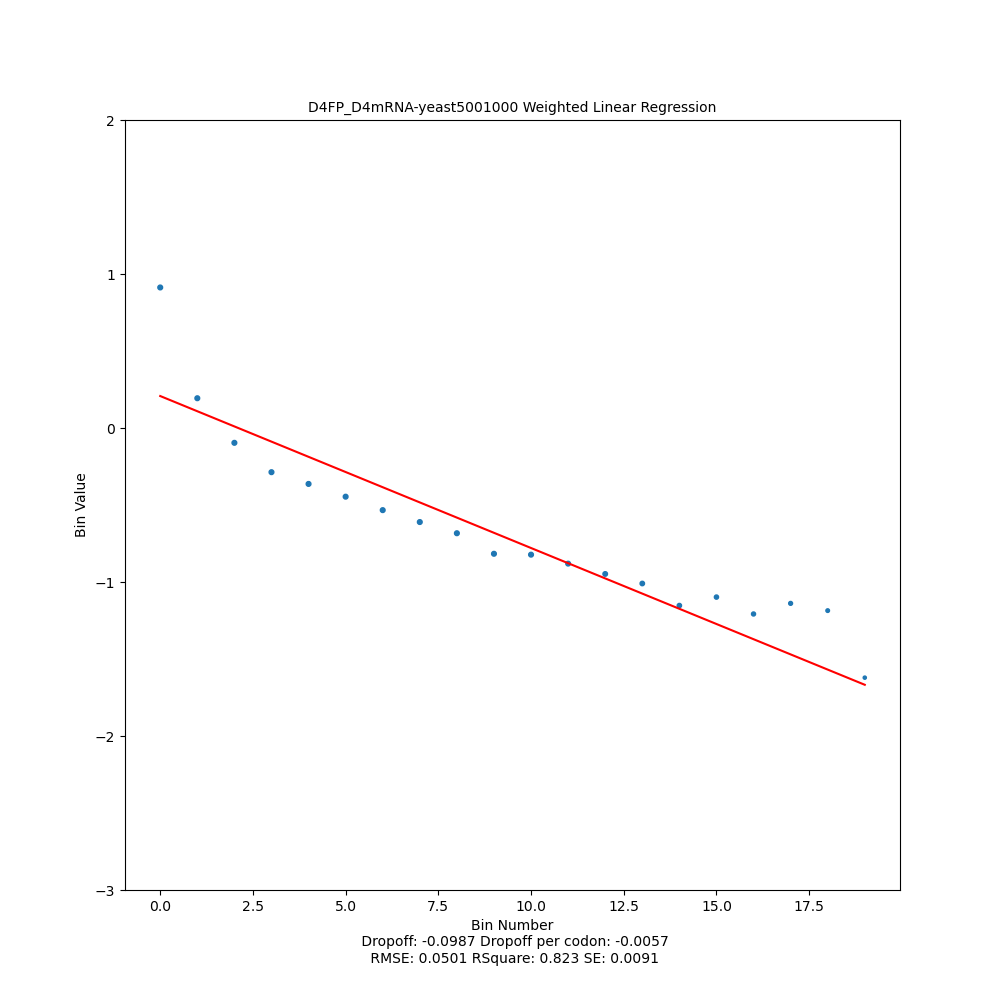 D4FP_D4mRNA-yeast5001000 Weighted Linear Regression
2
1
0
−1
−2
−3
Bin Value
0.0 2.5 5.0 7.5 10.0 12.5 15.0 17.5
Bin Number
Dropoff: -0.0987 Dropoff per codon: -0.0057
RMSE: 0.0501 RSquare: 0.823 SE: 0.0091